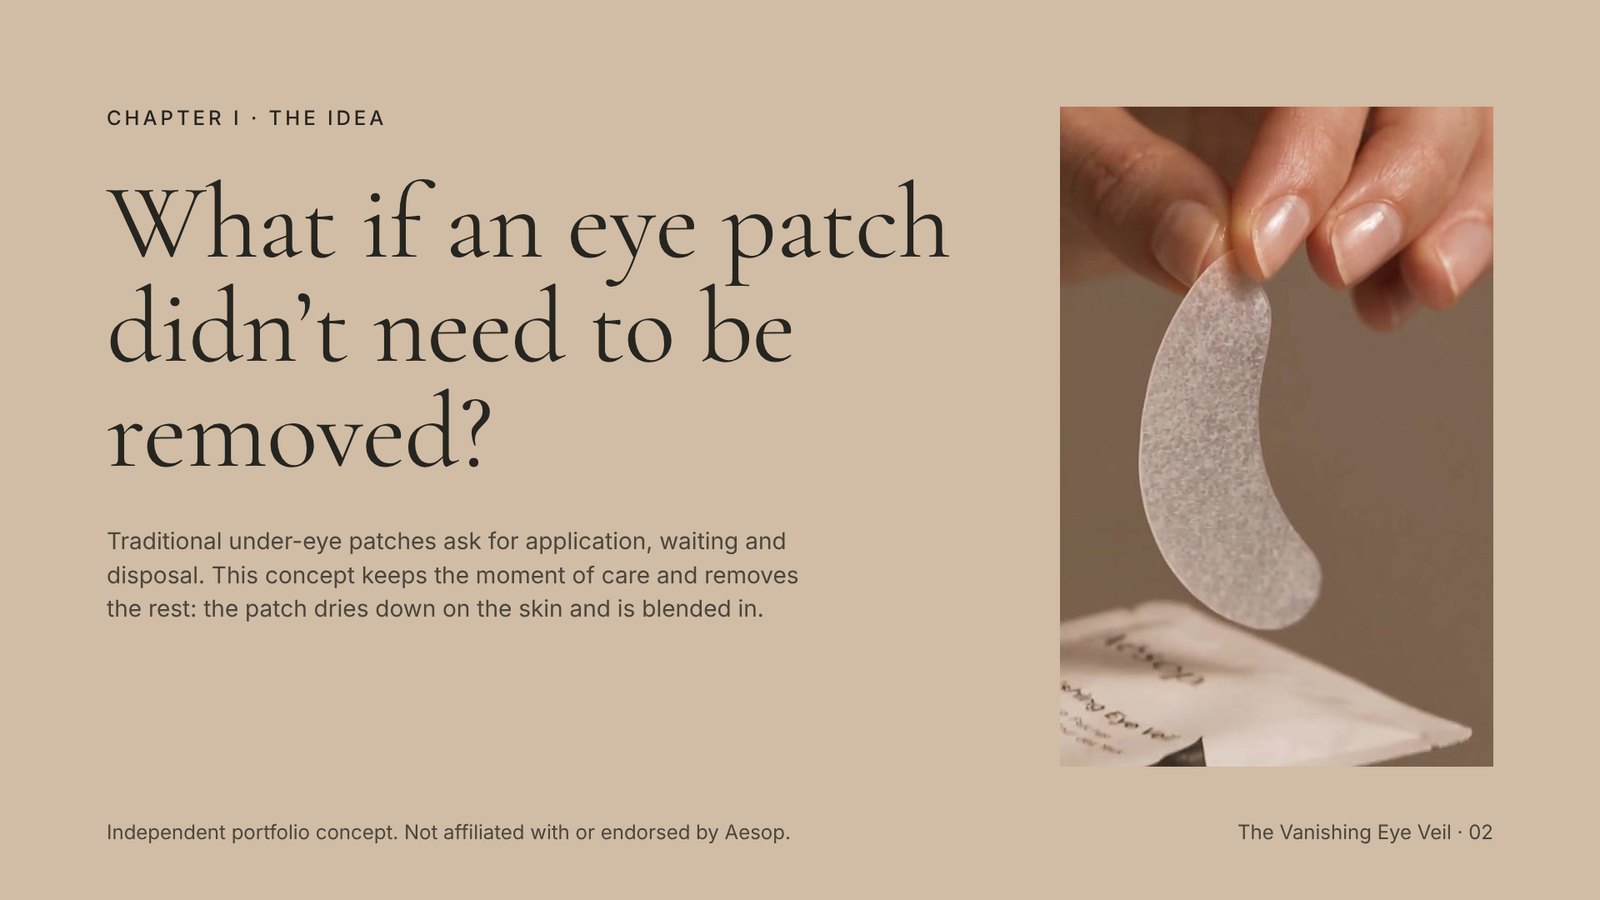 CHAPTER I · THE IDEA
What if an eye patch
didn’t need to be
removed?
Traditional under-eye patches ask for application, waiting and
disposal. This concept keeps the moment of care and removes
the rest: the patch dries down on the skin and is blended in.
Aesop
Eye Veil
Independent portfolio concept. Not affiliated with or endorsed by Aesop.
The Vanishing Eye Veil · 02